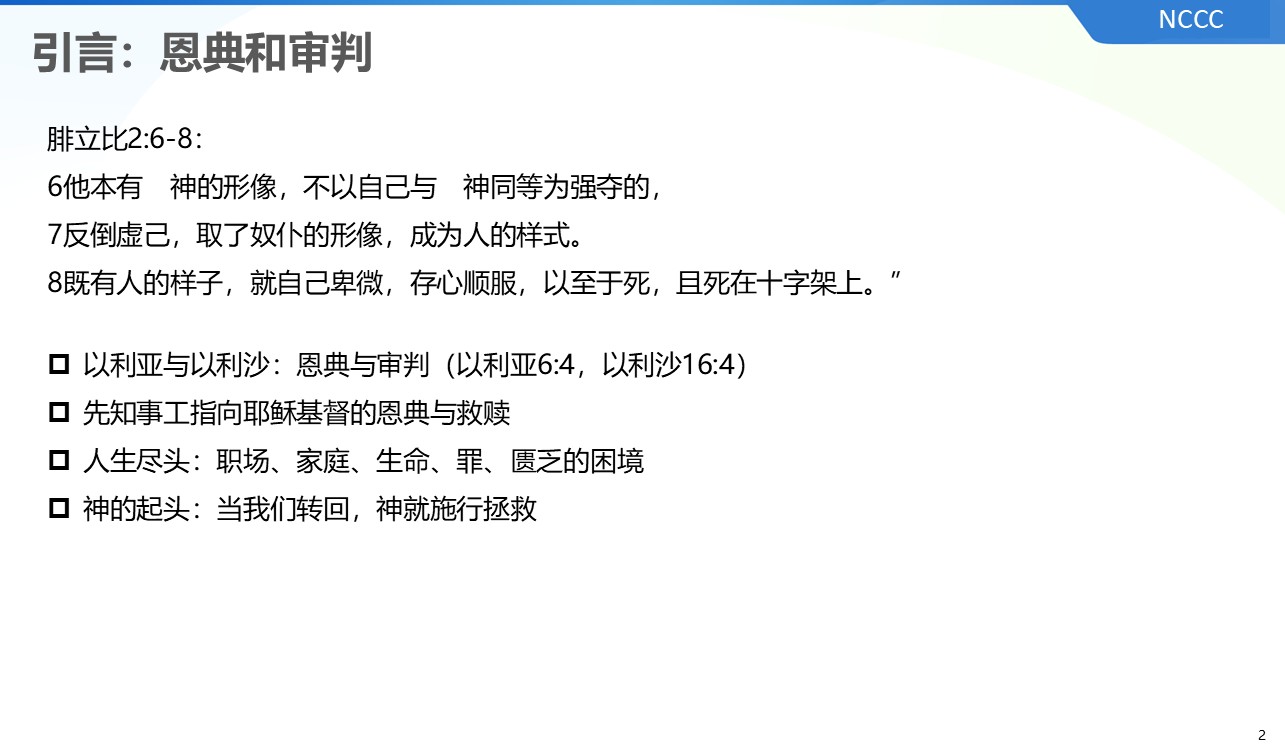 NCCC
引言：恩典和审判
腓立比2:6-8：
6他本有　神的形像，不以自己与　神同等为强夺的，
7反倒虚己，取了奴仆的形像，成为人的样式。
8既有人的样子，就自己卑微，存心顺服，以至于死，且死在十字架上。”
以利亚与以利沙：恩典与审判（以利亚6:4，以利沙16:4）
先知事工指向耶稣基督的恩典与救赎
人生尽头：职场、家庭、生命、罪、匮乏的困境
神的起头：当我们转回，神就施行拯救
2